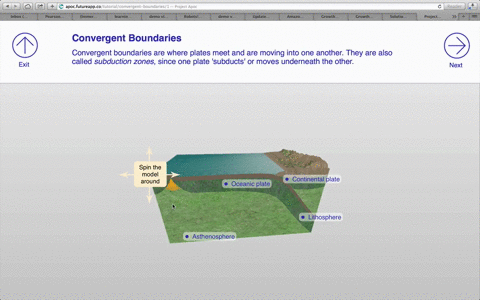 apoc.futureapp.co/tutorial/convergent-boundaries/1 — Project Apoc
Convergent Boundaries
Convergent boundaries are where plates meet and are moving into one another. They are also
called subduction zones, since one plate 'subducts' or moves underneath the other.
Exit
Next
Spin the
model
around
Oceanic plate
Continental plate
Lithosphere
Asthenosphere